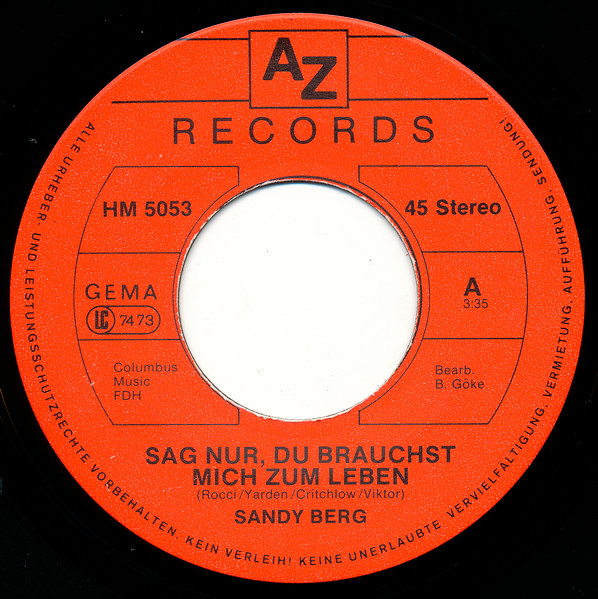 AZ
RECORDS
HM 5053
45 Stereo
GEMA
LC 7473
A
3:35
Columbus
Music
FDH
Bearb.
B. Göke
SAG NUR, DU BRAUCHST
MICH ZUM LEBEN
(Rocci/Yarden/Critchlow/Viktor)
SANDY BERG
ALLE URHEBER- UND LEISTUNGSSCHUTZRECHTE VORBEHALTEN. KEIN VERLEIH! KEINE UNERLAUBTE VERVIELFALTIGUNG. VERMIETUNG. AUFFÜHRUNG. SENDUNG!